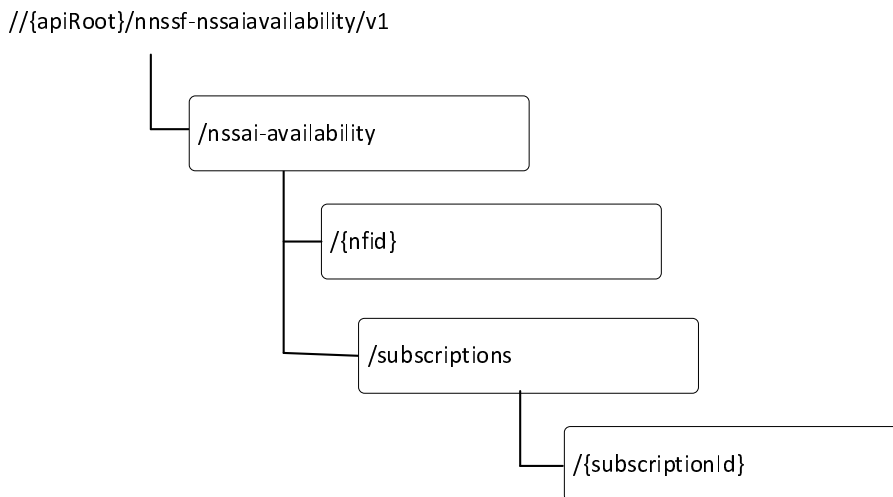 //{apiRoot}/nnssf-nssaiavailability/v1
/nssai-availability
/{nfid}
/subscriptions
/{subscriptionId}